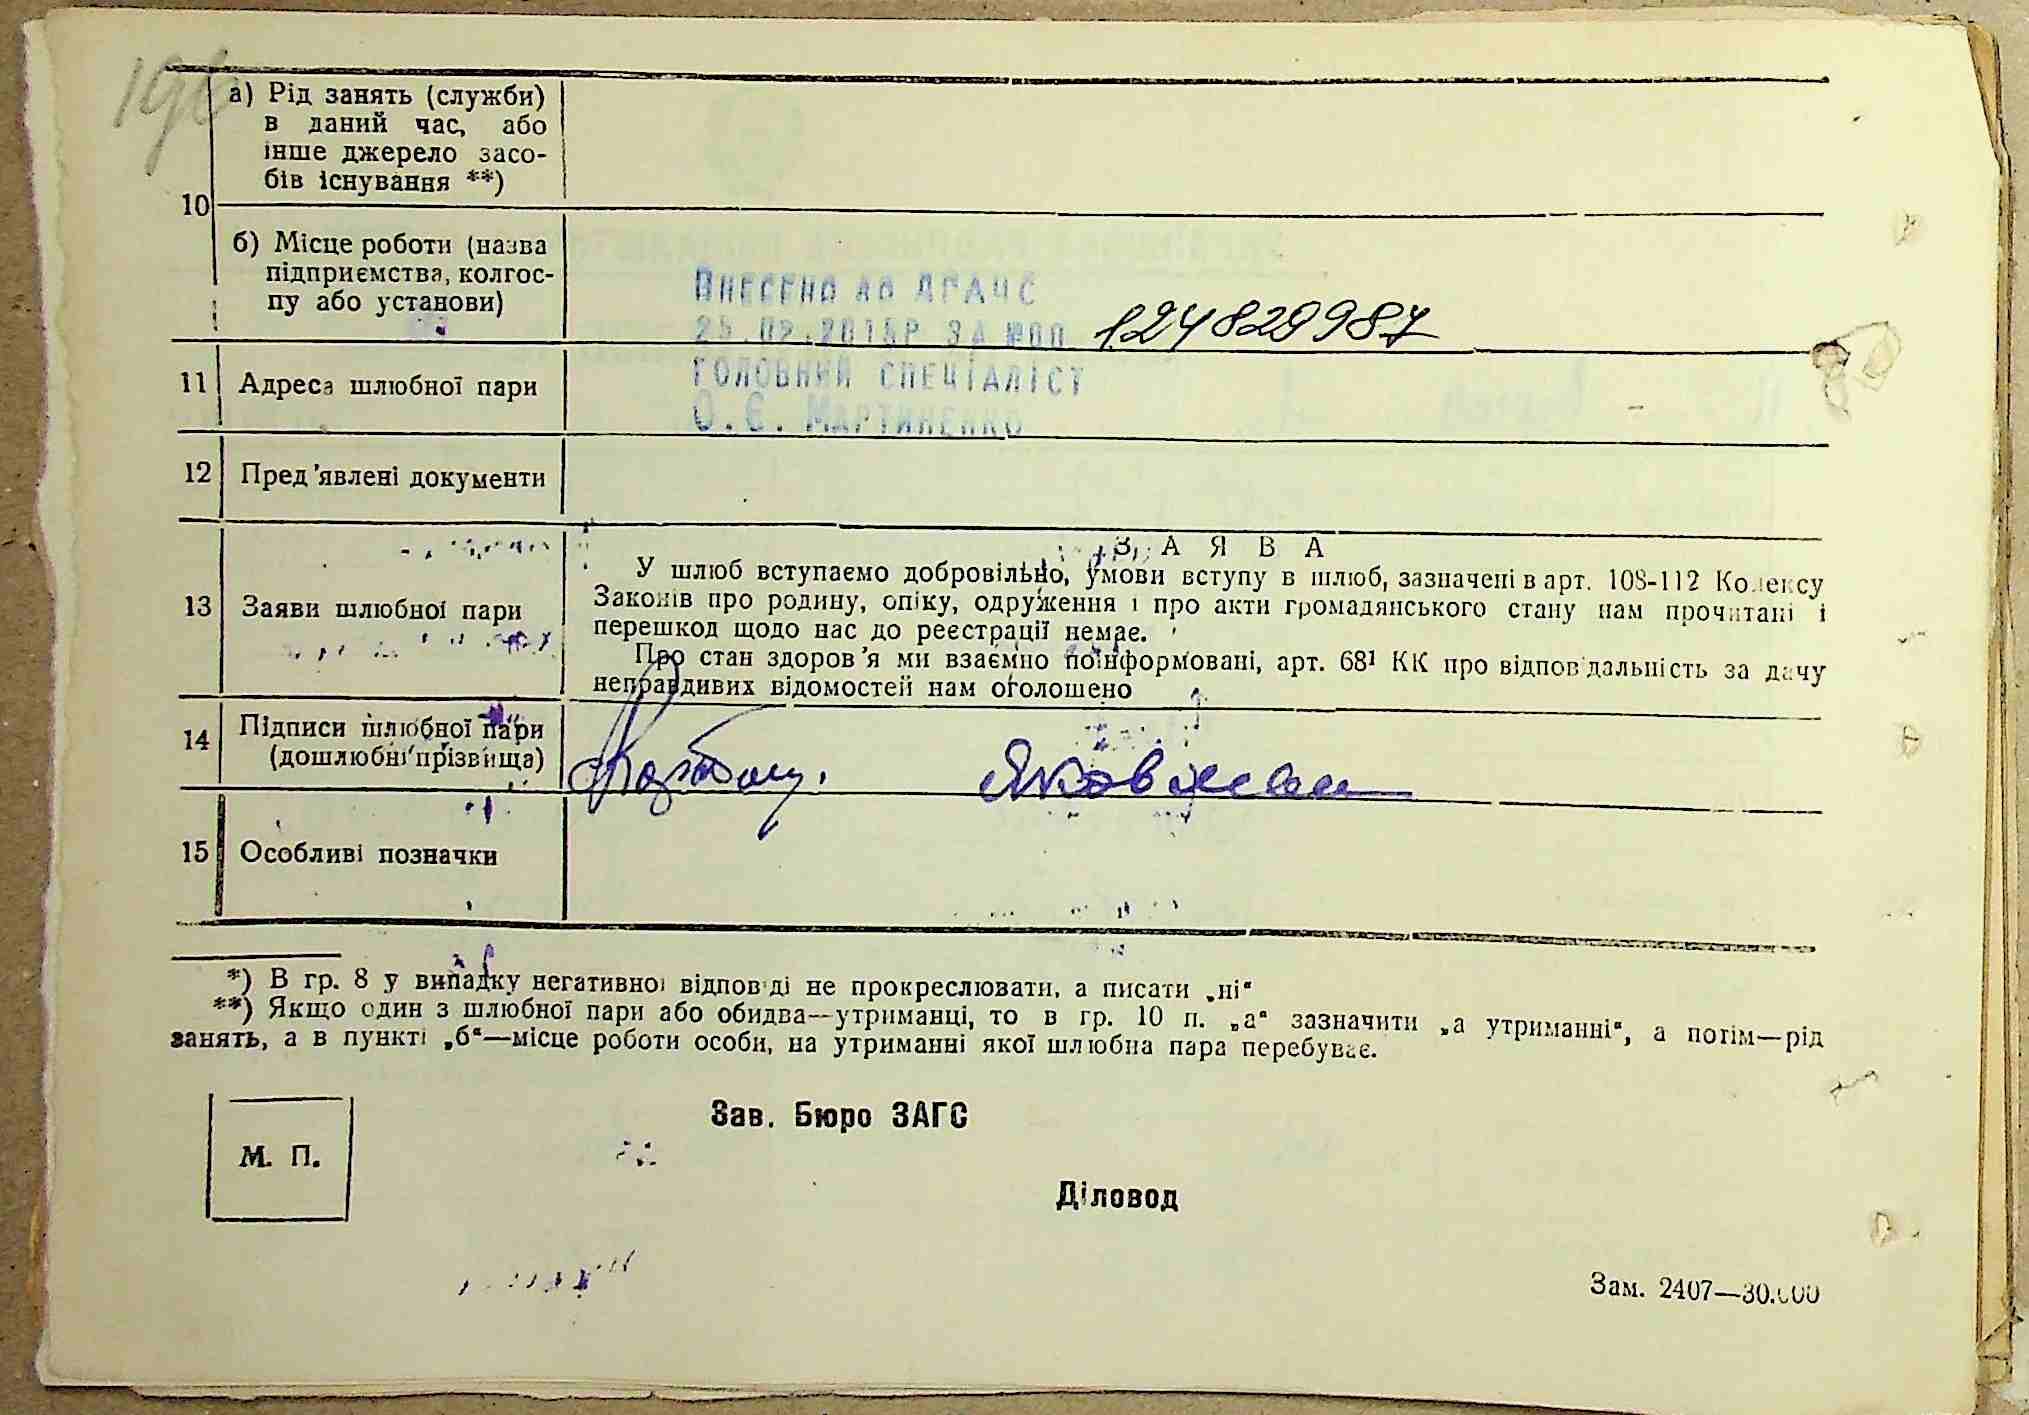 а) Рід занять (служби)
в даний час, або
інше джерело засо-
бів існування **)
10
б) Місце роботи (назва
підприємства, колгос-
пу або установи)
Внесено до ДРАЦС
25.02.2015р за №00 124829987
головний спеціаліст
О.Є. Мартиненко
11 Адреса шлюбної пари
12 Пред'явлені документи
ЗАЯВА
13 Заяви шлюбної пари
У шлюб вступаємо добровільно, умови вступу в шлюб, зазначені в арт. 108-112 Кодексу
Законів про родину, опіку, одруження і про акти громадянського стану нам прочитані і
перешкод щодо нас до реєстрації немає.
Про стан здоров'я ми взаємно поінформовані, арт. 68¹ КК про відповідальність за дачу
неправдивих відомостей нам оголошено
14 Підписи шлюбної пари
(дошлюбні прізвища)
15 Особливі позначки
*) В гр. 8 у випадку негативної відповіді не прокреслювати, а писати „ні“
**) Якщо один з шлюбної пари або обидва—утриманці, то в гр. 10 п. „а“ зазначити „а утриманні“, а потім—рід
занять, а в пункті „б“—місце роботи особи, на утриманні якої шлюбна пара перебуває.
Зав. Бюро ЗАГС
М. П.
Діловод
Зам. 2407—30.000